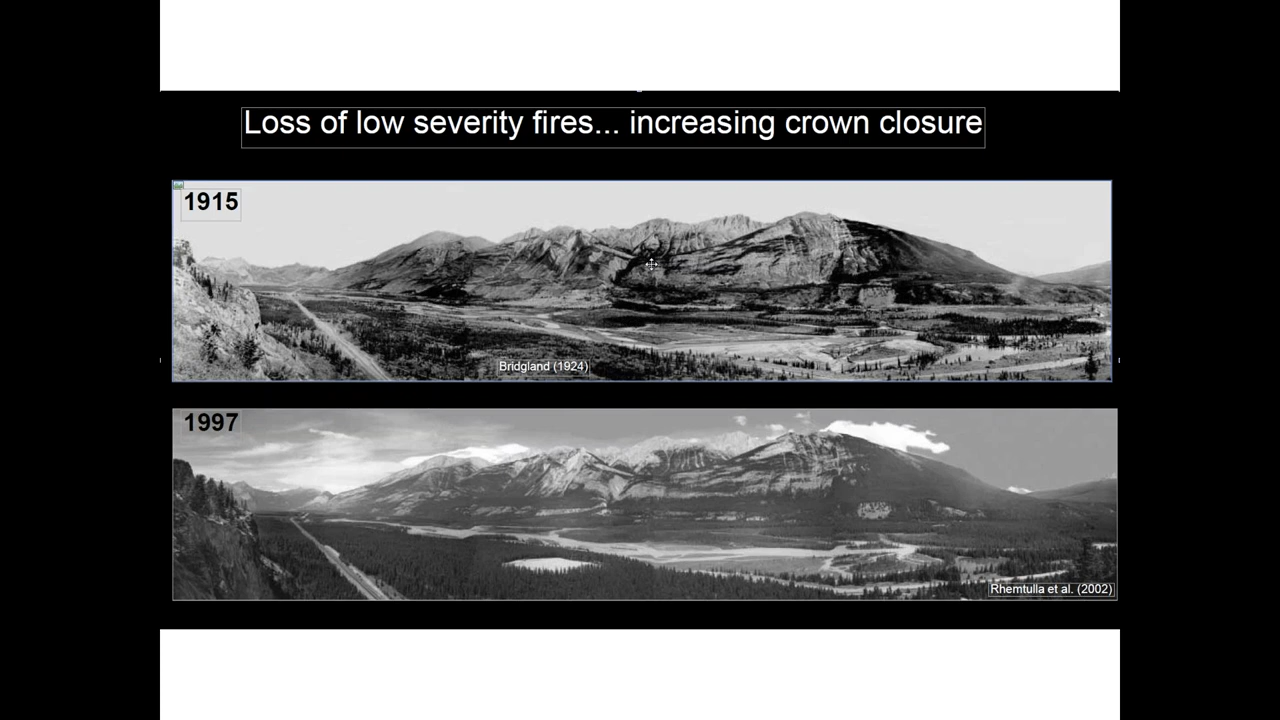 Loss of low severity fires... increasing crown closure
1915
Bridgland (1924)
1997
Rhemtulla et al. (2002)